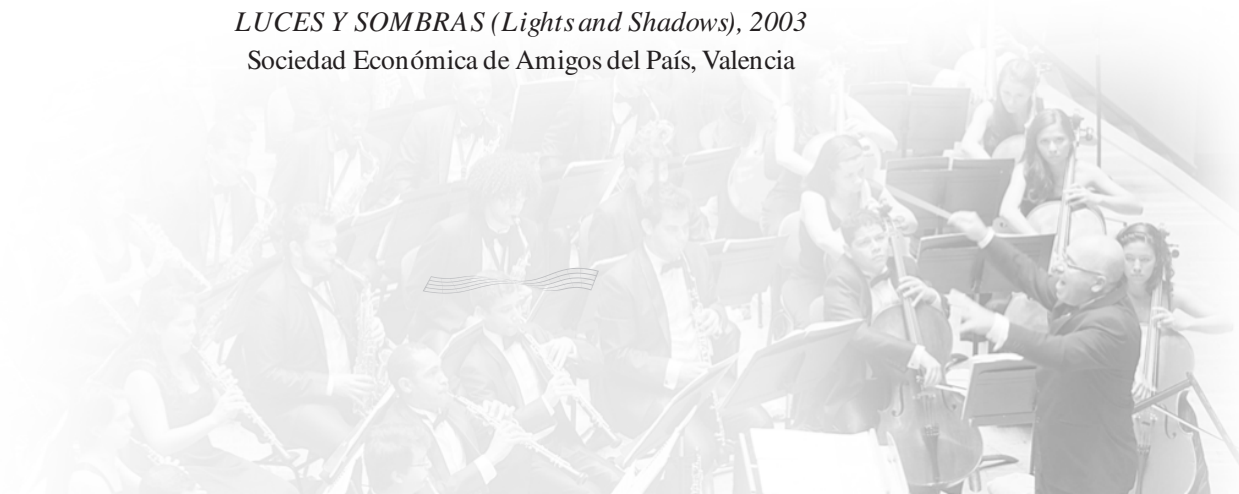 LUCES Y SOMBRAS (Lights and Shadows), 2003
Sociedad Económica de Amigos del País, Valencia